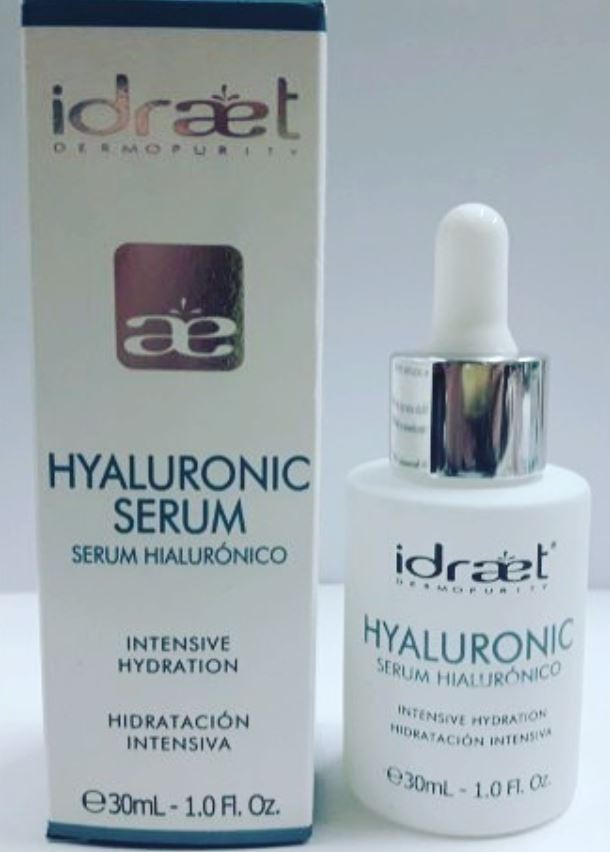 idraet
DERMOPURITY
ae
HYALURONIC
SERUM
SERUM HIALURÓNICO
INTENSIVE
HYDRATION
HIDRATACIÓN
INTENSIVA
℮30mL - 1.0 Fl. Oz.
idraet®
DERMOPURITY
HYALURONIC
SERUM HIALURÓNICO
INTENSIVE HYDRATION
HIDRATACIÓN INTENSIVA
℮30mL - 1.0 Fl. Oz.